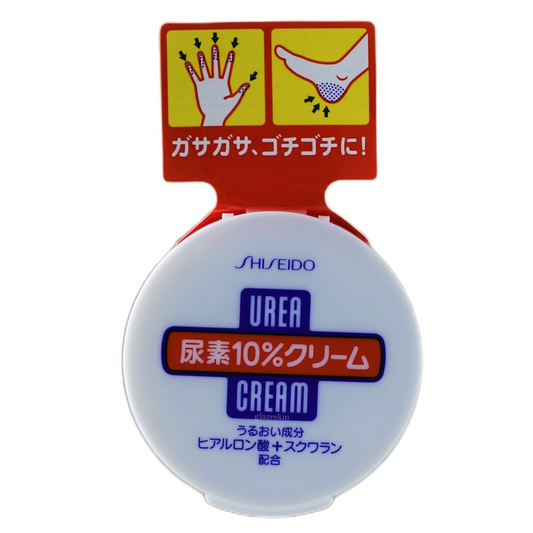 ガサガサ、ゴチゴチに!
SHISEIDO
UREA
尿素10%クリーム
CREAM
glazeskin
うるおい成分
ヒアルロン酸+スクワラン
配合